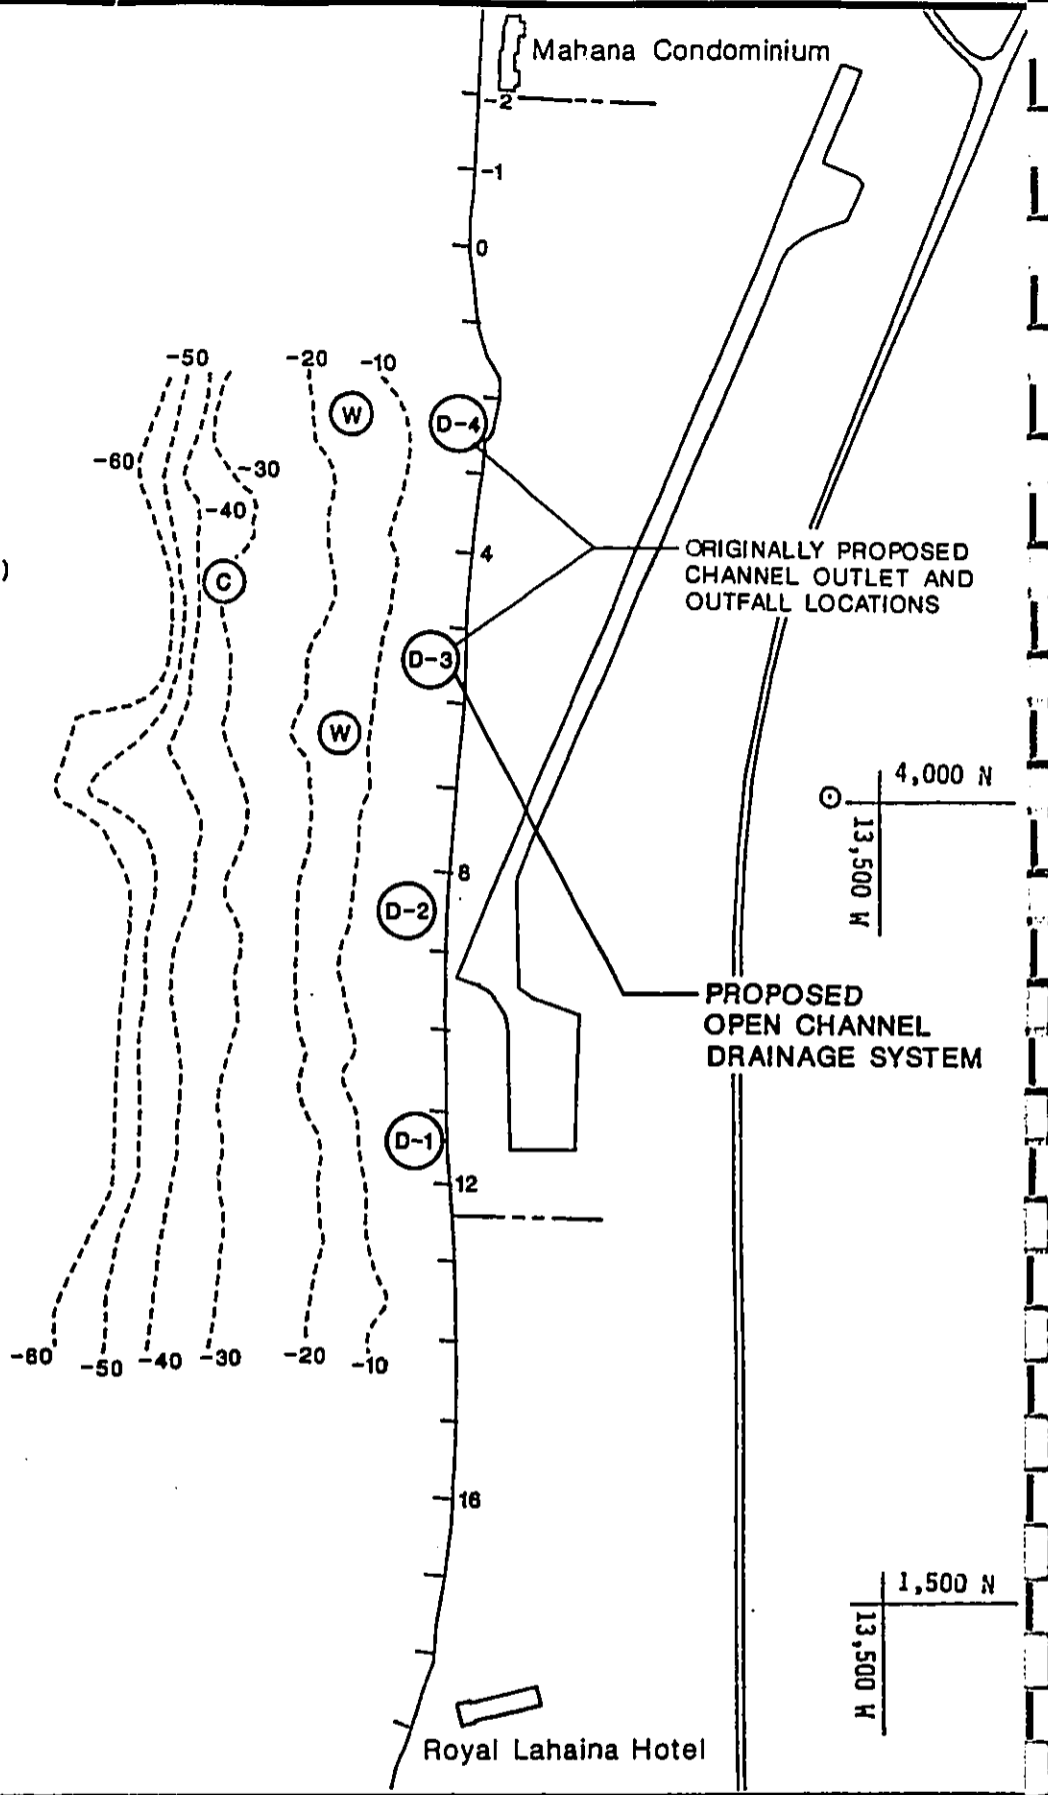 Mahana Condominium
-2
-1
0
-50
-20
-10
W
D-4
-60
-30
-40
4
)
C
ORIGINALLY PROPOSED
CHANNEL OUTLET AND
OUTFALL LOCATIONS
D-3
W
4,000 N
13,500 W
8
D-2
PROPOSED
OPEN CHANNEL
DRAINAGE SYSTEM
D-1
12
-60
-50
-40
-30
-20
-10
16
1,500 N
13,500 W
Royal Lahaina Hotel